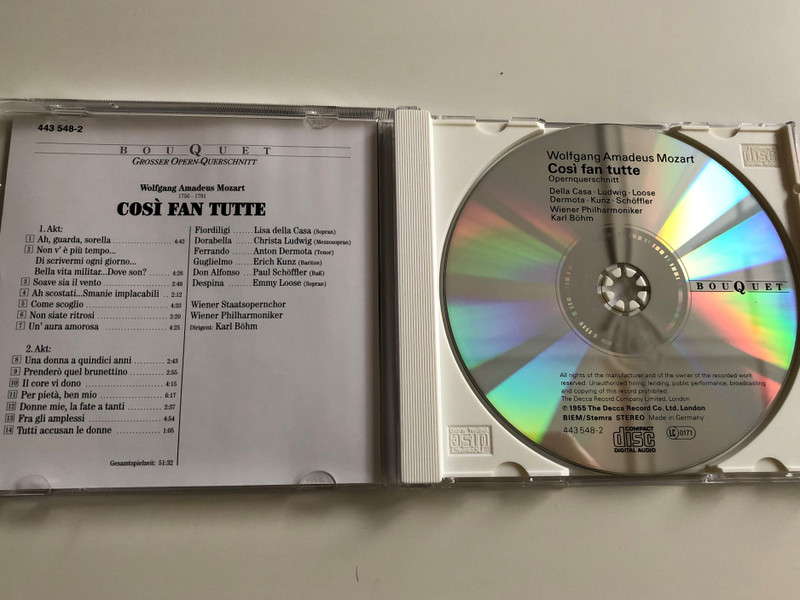 443 548-2
BOUQUET
GROSSER OPERN-QUERSCHNITT
Wolfgang Amadeus Mozart
1756 - 1791
COSÌ FAN TUTTE
1. Akt:
1 Ah, guarda, sorella 4:43
2 Non v' è più tempo...
Di scrivermi ogni giorno...
Bella vita militar...Dove son? 4:26
3 Soave sia il vento 2:49
4 Ah scostati...Smanie implacabili 2:12
5 Come scoglio 4:33
6 Non siate ritrosi 2:20
7 Un' aura amorosa 4:25
2. Akt:
8 Una donna a quindici anni 2:43
9 Prenderò quel brunettino 2:55
10 Il core vi dono 4:15
11 Per pietà, ben mio 6:17
12 Donne mie, la fate a tanti 2:37
13 Fra gli amplessi 4:54
14 Tutti accusan le donne 1:05
Gesamtspielzeit: 51:32
Fiordiligi Lisa della Casa (Sopran)
Dorabella Christa Ludwig (Mezzosopran)
Ferrando Anton Dermota (Tenor)
Guglielmo Erich Kunz (Bariton)
Don Alfonso Paul Schöffler (Baß)
Despina Emmy Loose (Sopran)
Wiener Staatsopernchor
Wiener Philharmoniker
Dirigent: Karl Böhm
Wolfgang Amadeus Mozart
Così fan tutte
Opernquerschnitt
Della Casa · Ludwig · Loose
Dermota · Kunz · Schöffler
Wiener Philharmoniker
Karl Böhm
BOUQUET
All rights of the manufacturer and of the owner of the recorded work
reserved. Unauthorized hiring, lending, public performance, broadcasting
and copying of this record prohibited.
The Decca Record Company Limited, London
℗ 1955 The Decca Record Co. Ltd. London
BIEM/Stemra · STEREO · Made in Germany
443 548-2
COMPACT
disc
DIGITAL AUDIO
LC 0171
disc
disc